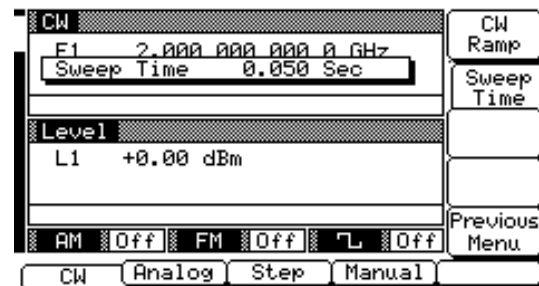 CW
F1 2.000 000 000 0 GHz
Sweep Time 0.050 Sec
Level
L1 +0.00 dBm
AM Off FM Off Off
CW Analog Step Manual
CW
Ramp
Sweep
Time
Previous
Menu